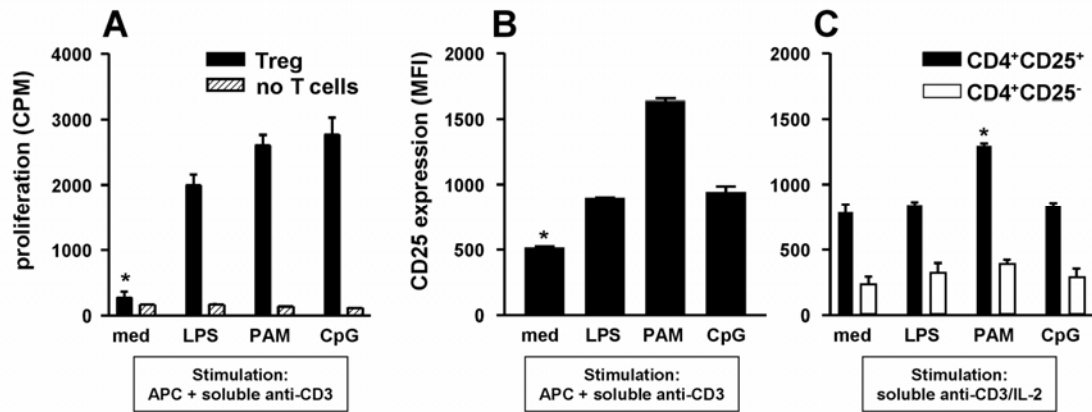 A
proliferation (CPM)
4000
3000
2000
1000
0
Treg
no T cells
*
med LPS PAM CpG
Stimulation:
APC + soluble anti-CD3
B
CD25 expression (MFI)
2000
1500
1000
500
0
*
med LPS PAM CpG
Stimulation:
APC + soluble anti-CD3
C
2000
1500
1000
500
0
CD4+CD25+
CD4+CD25-
*
med LPS PAM CpG
Stimulation:
soluble anti-CD3/IL-2